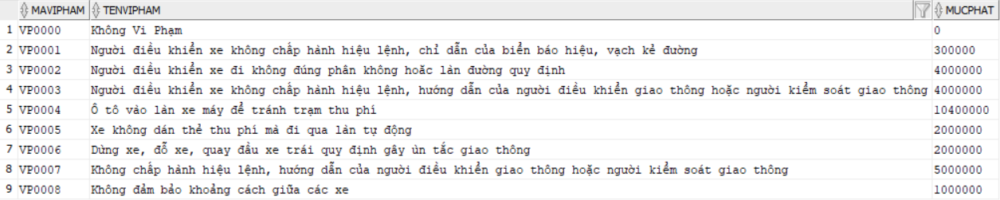 MAVIPHAM TENVIPHAM MUCPHAT
1 VP0000 Không Vi Phạm 0
2 VP0001 Người điều khiển xe không chấp hành hiệu lệnh, chỉ dẫn của biển báo hiệu, vạch kẻ đường 300000
3 VP0002 Người điều khiển xe đi không đúng phân không hoăc làn đường quy định 4000000
4 VP0003 Người điều khiển xe không chấp hành hiệu lệnh, hướng dẫn của người điều khiển giao thông hoặc người kiểm soát giao thông 4000000
5 VP0004 Ô tô vào làn xe máy để tránh trạm thu phí 10400000
6 VP0005 Xe không dán thẻ thu phí mà đi qua làn tự động 2000000
7 VP0006 Dừng xe, đỗ xe, quay đầu xe trái quy định gây ùn tắc giao thông 2000000
8 VP0007 Không chấp hành hiệu lệnh, hướng dẫn của người điều khiển giao thông hoặc người kiểm soát giao thông 5000000
9 VP0008 Không đảm bảo khoảng cách giữa các xe 1000000